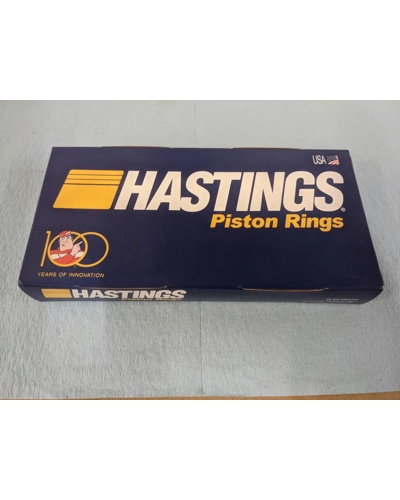 USA
HASTINGS®
Piston Rings
100
YEARS OF INNOVATION
HASTINGS